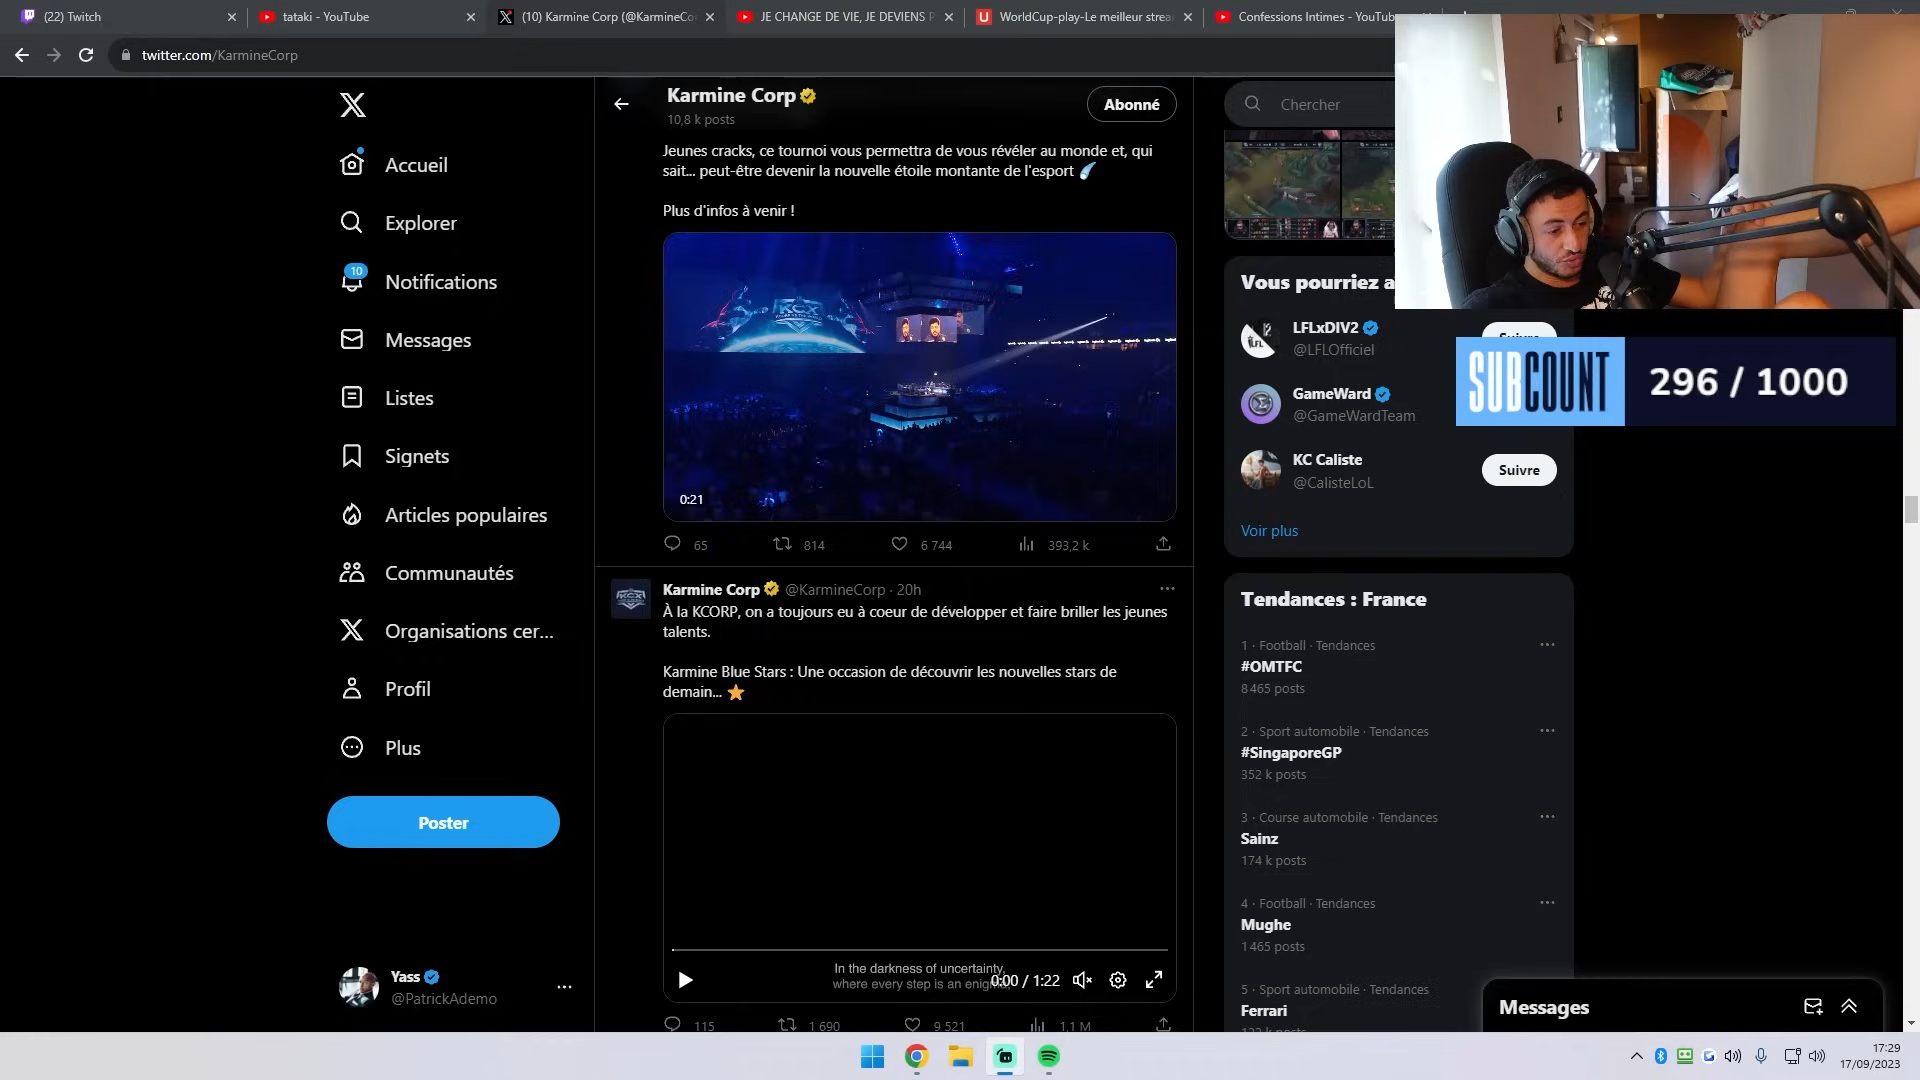 (22) Twitch
tataki - YouTube
(10) Karmine Corp (@KarmineCo
JE CHANGE DE VIE, JE DEVIENS P
WorldCup-play-Le meilleur strea
Confessions Intimes - YouTube
twitter.com/KarmineCorp
Accueil
Explorer
10
Notifications
Messages
Listes
Signets
Articles populaires
Communautés
Organisations cer...
Profil
Plus
Poster
Yass
@PatrickAdemo
Karmine Corp
10,8 k posts
Abonné
Jeunes cracks, ce tournoi vous permettra de vous révéler au monde et, qui
sait... peut-être devenir la nouvelle étoile montante de l'esport
Plus d'infos à venir !
KCX
0:21
65
814
6 744
393,2 k
KCX
Karmine Corp @KarmineCorp · 20h
À la KCORP, on a toujours eu à coeur de développer et faire briller les jeunes
talents.
Karmine Blue Stars : Une occasion de découvrir les nouvelles stars de
demain...
In the darkness of uncertainty,
where every step is an enigma
0:00 / 1:22
115
1 690
9 521
1,1 M
Chercher
Vous pourriez a
LFL
LFLxDIV2
@LFLOfficiel
Suivre
GameWard
@GameWardTeam
KC Caliste
@CalisteLoL
Suivre
Voir plus
SUBCOUNT
296 / 1000
Tendances : France
1 · Football · Tendances
#OMTFC
8 465 posts
2 · Sport automobile · Tendances
#SingaporeGP
352 k posts
3 · Course automobile · Tendances
Sainz
174 k posts
4 · Football · Tendances
Mughe
1 465 posts
5 · Sport automobile · Tendances
Ferrari
Messages
17:29
17/09/2023